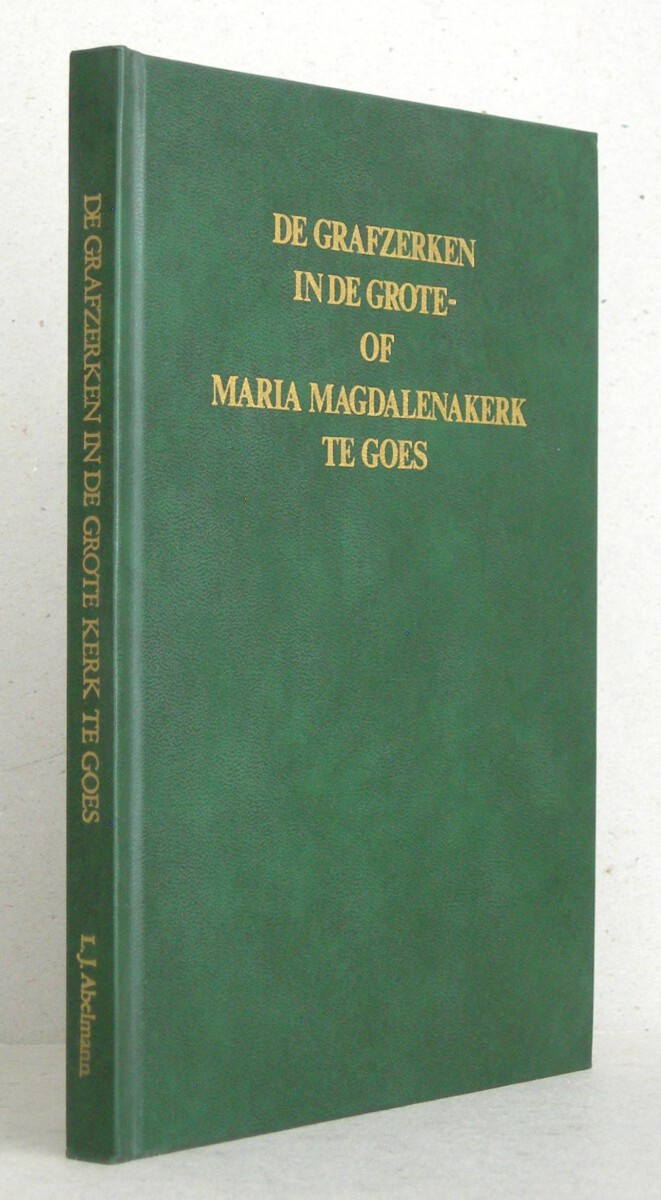 DE GRAFZERKEN
IN DE GROTE-
OF
MARIA MAGDALENAKERK
TE GOES
DE GRAFZERKEN IN DE GROTE KERK TE GOES
L.J. Abelmann